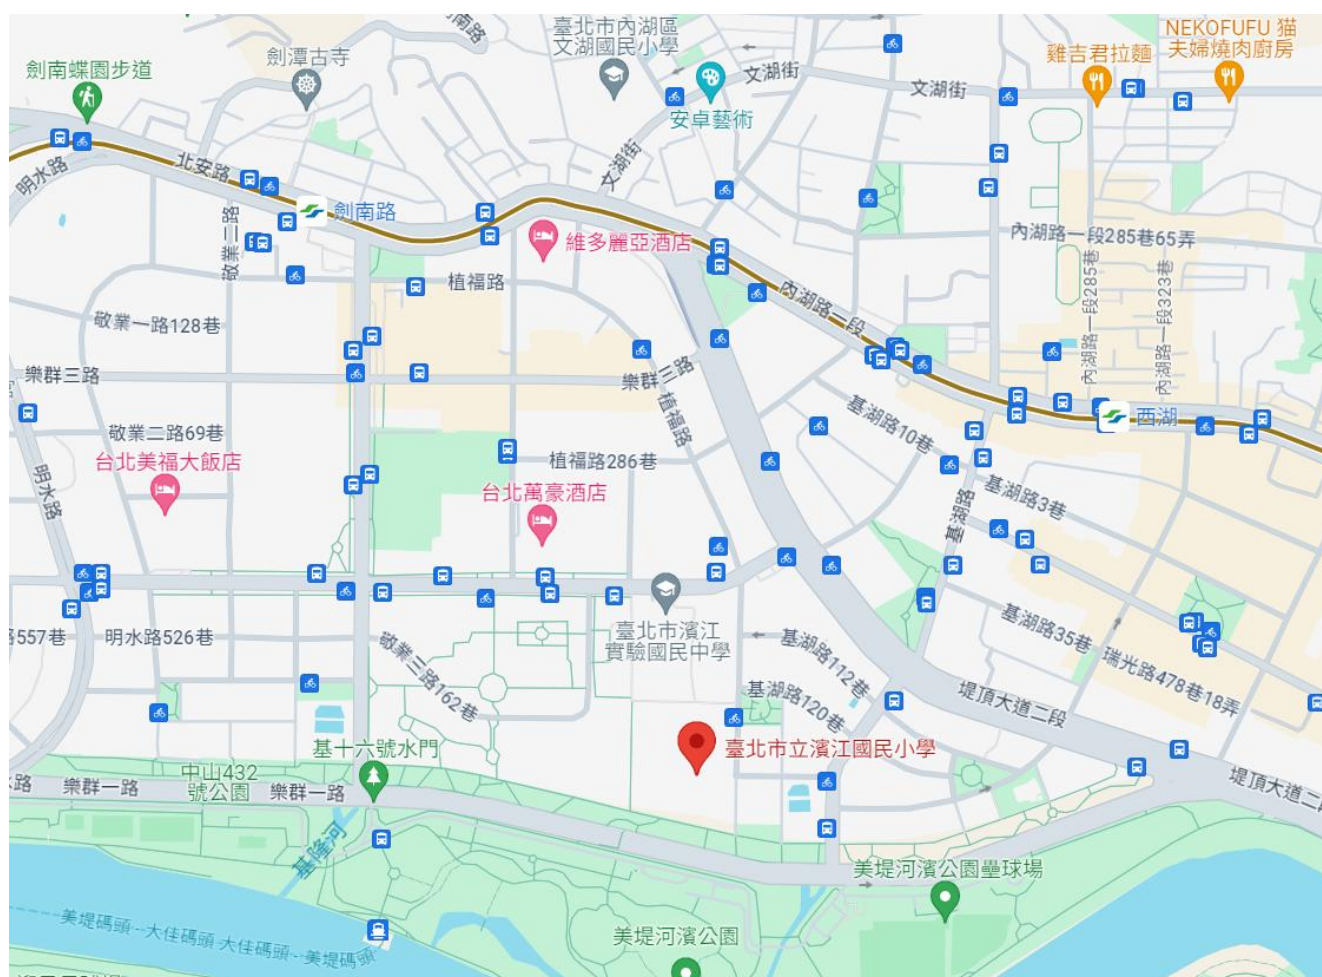 劍南路
臺北市內湖區
文湖國民小學
NEKOFUFU 猫
夫婦燒肉廚房
劍潭古寺
雞吉君拉麵
劍南蝶園步道
文湖街
文湖街
安卓藝術
北安路
明水路
文湖街
劍南路
敬業二路
維多麗亞酒店
內湖路一段285巷65弄
植福路
內湖路一段
內湖路一段285巷
內湖路一段323巷
敬業一路128巷
樂群三路
樂群三路
植福路
基湖路10巷
西湖
敬業二路69巷
台北美福大飯店
植福路286巷
明水路
台北萬豪酒店
基湖路3巷
基湖路
臺北市濱江
實驗國民中學
路557巷
明水路526巷
敬業三路162巷
基湖路112巷
基湖路35巷
瑞光路478巷18弄
基湖路120巷
堤頂大道二段
基十六號水門
臺北市立濱江國民小學
中山432
號公園
水路
樂群一路
樂群一路
堤頂大道二段
基隆河
美堤河濱公園壘球場
美堤碼頭--大佳碼頭
大佳碼頭--美堤碼頭
美堤河濱公園